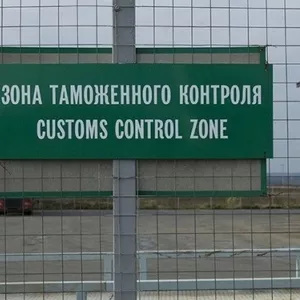 ЗОНА ТАМОЖЕННОГО КОНТРОЛЯ
CUSTOMS CONTROL ZONE